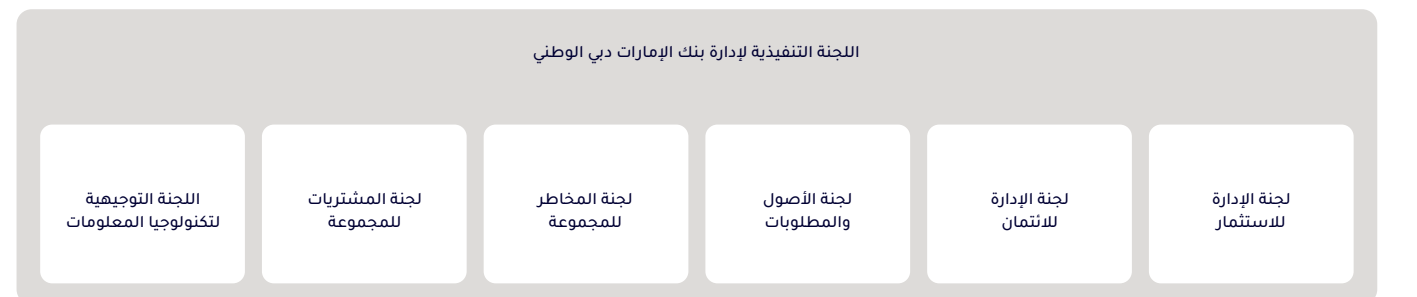 اللجنة التنفيذية لإدارة بنك الإمارات دبي الوطني
لجنة الإدارة
للاستثمار
لجنة الإدارة
للائتمان
لجنة الأصول
والمطلوبات
لجنة المخاطر
للمجموعة
لجنة المشتريات
للمجموعة
اللجنة التوجيهية
لتكنولوجيا المعلومات